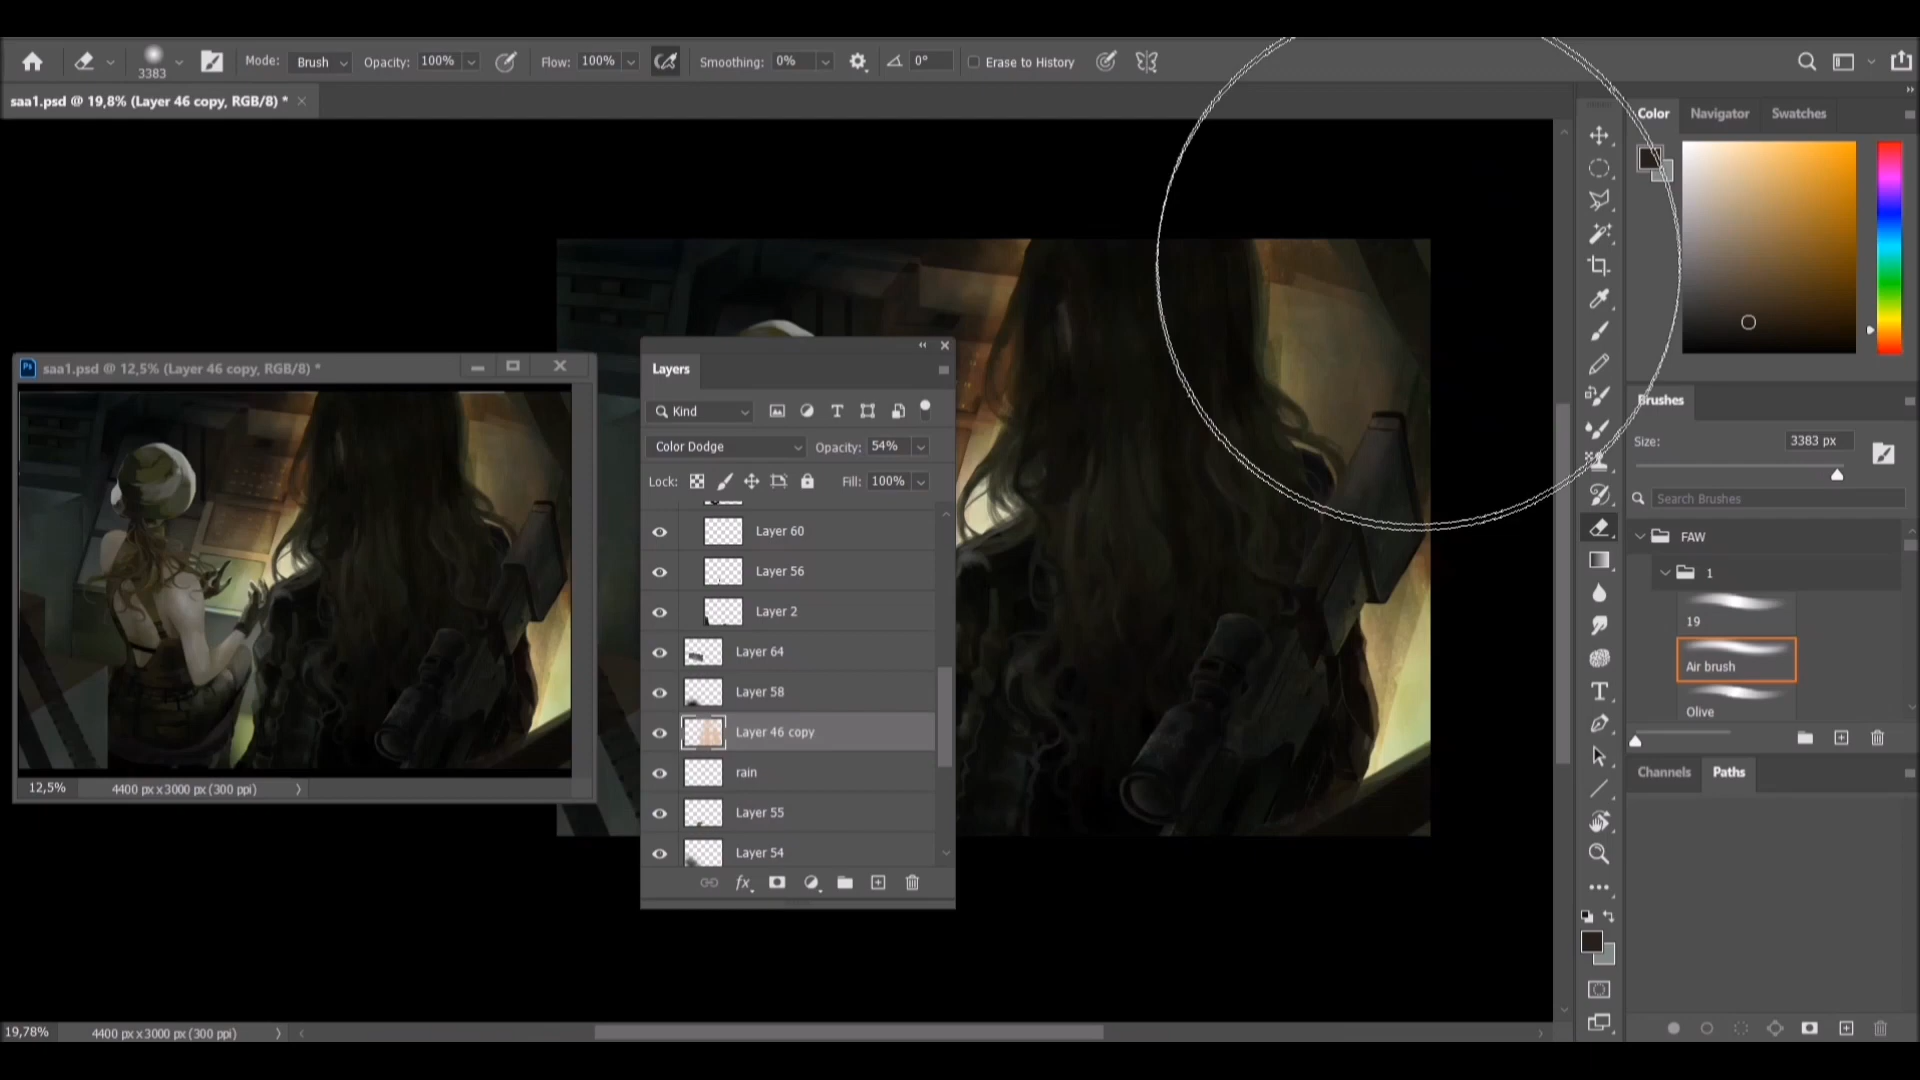 3383
Mode: Brush Opacity: 100% Flow: 100% Smoothing: 0% 0° Erase to History
saa1.psd @ 19,8% (Layer 46 copy, RGB/8) *
Color Navigator Swatches
Ps saa1.psd @ 12,5% (Layer 46 copy, RGB/8) *
12,5% 4400 px x 3000 px (300 ppi)
Layers
Kind
Color Dodge Opacity: 54%
Lock: Fill: 100%
Layer 60
Layer 56
Layer 2
Layer 64
Layer 58
Layer 46 copy
rain
Layer 55
Layer 54
fx
Brushes
Size: 3383 px
Search Brushes
FAW
1
19
Air brush
Olive
Channels Paths
19,78% 4400 px x 3000 px (300 ppi)